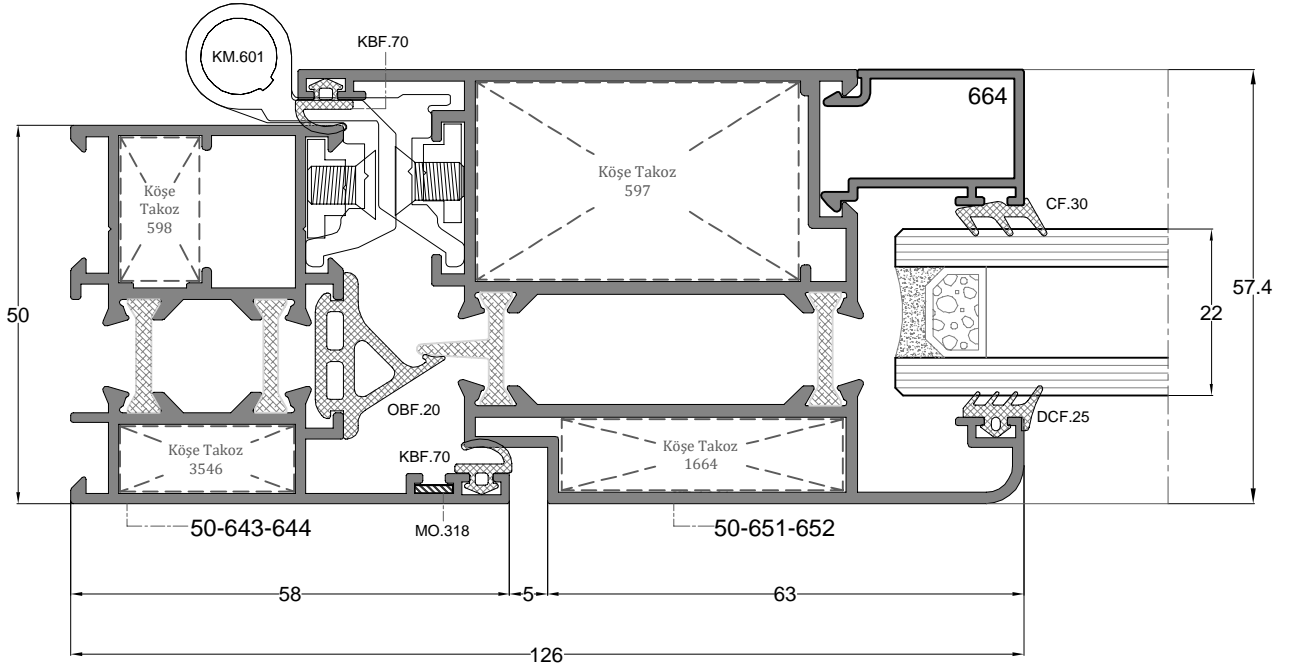 KM.601
KBF.70
664
Köşe
Takoz
598
Köşe Takoz
597
CF.30
50
57.4
22
OBF.20
DCF.25
Köşe Takoz
3546
KBF.70
Köşe Takoz
1664
50-643-644
MO.318
50-651-652
58
5
63
126